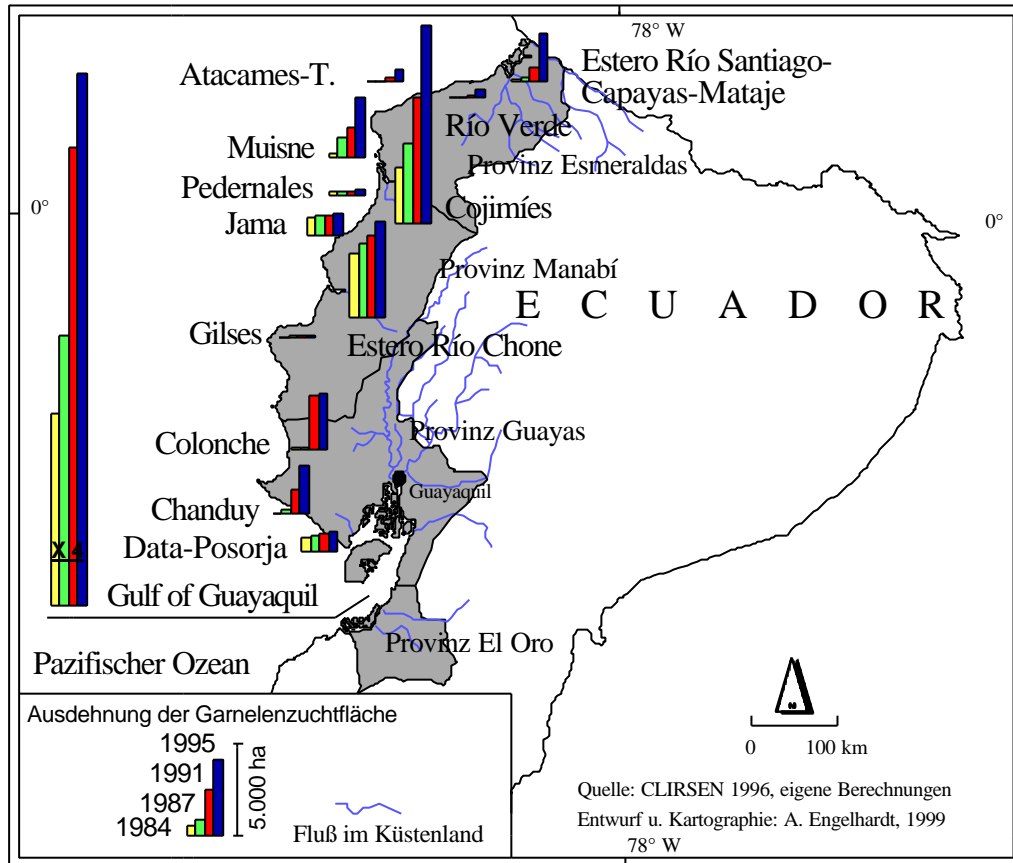 78° W
Atacames-T.
Estero Río Santiago-
Capayas-Mataje
Río Verde
Muisne
Provinz Esmeraldas
Pedernales
Cojimíes
0°
Jama
0°
Provinz Manabí
E C U A D O R
Gilses
Estero Río Chone
Colonche
Provinz Guayas
Guayaquil
Chanduy
Data-Posorja
X 4
Gulf of Guayaquil
Provinz El Oro
Pazifischer Ozean
Ausdehnung der Garnelenzuchtfläche
1995
1991
1987
1984
5.000 ha
Fluß im Küstenland
N
0 100 km
Quelle: CLIRSEN 1996, eigene Berechnungen
Entwurf u. Kartographie: A. Engelhardt, 1999
78° W